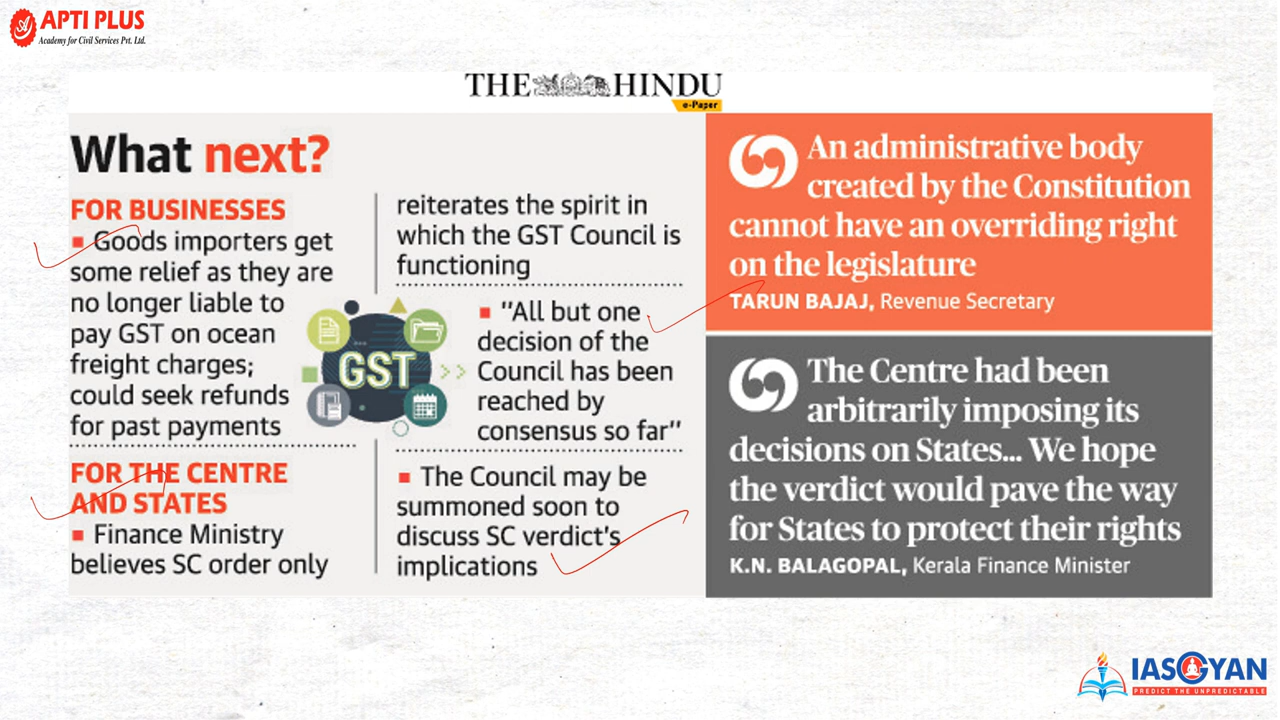 APTI PLUS
Academy for Civil Services Pvt. Ltd.
THE HINDU
e-Paper
What next?
FOR BUSINESSES
Goods importers get
some relief as they are
no longer liable to
pay GST on ocean
freight charges;
could seek refunds
for past payments
FOR THE CENTRE
AND STATES
Finance Ministry
believes SC order only
reiterates the spirit in
which the GST Council is
functioning
GST
"All but one
decision of the
Council has been
reached by
consensus so far"
The Council may be
summoned soon to
discuss SC verdict's
implications
An administrative body
created by the Constitution
cannot have an overriding right
on the legislature
TARUN BAJAJ, Revenue Secretary
The Centre had been
arbitrarily imposing its
decisions on States... We hope
the verdict would pave the way
for States to protect their rights
K.N. BALAGOPAL, Kerala Finance Minister
IASGYAN
PREDICT THE UNPREDICTABLE